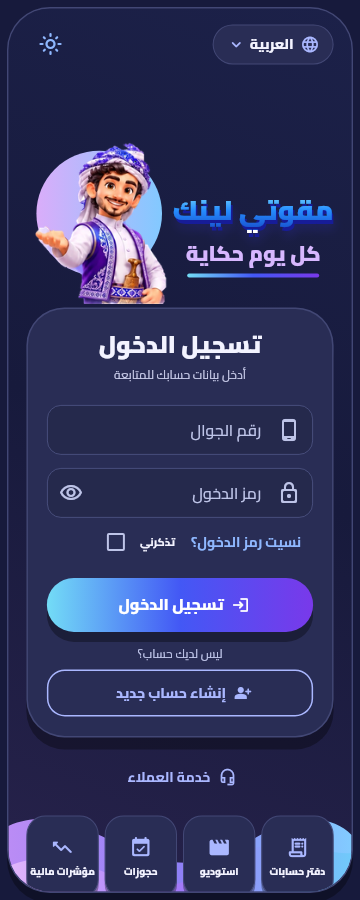 العربية
مقوتي لينك
كل يوم حكاية
تسجيل الدخول
أدخل بيانات حسابك للمتابعة
رقم الجوال
رمز الدخول
نسيت رمز الدخول؟ تذكرني
تسجيل الدخول
ليس لديك حساب؟
إنشاء حساب جديد
خدمة العملاء
دفتر حسابات
استوديو
حجوزات
مؤشرات مالية